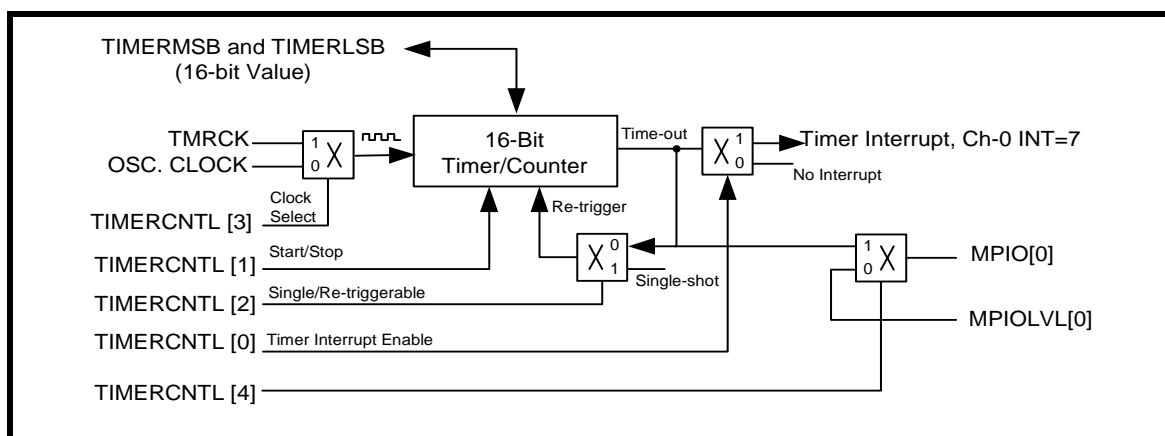 TIMERMSB and TIMERLSB
(16-bit Value)
TMRCK
OSC. CLOCK
1
0
X
Clock
Select
TIMERCNTL [3]
16-Bit
Timer/Counter
Time-out
X
1
0
Timer Interrupt, Ch-0 INT=7
No Interrupt
Re-trigger
TIMERCNTL [1]
Start/Stop
X
0
1
Single-shot
1
0
X
MPIO[0]
TIMERCNTL [2]
Single/Re-triggerable
MPIOLVL[0]
TIMERCNTL [0]
Timer Interrupt Enable
TIMERCNTL [4]